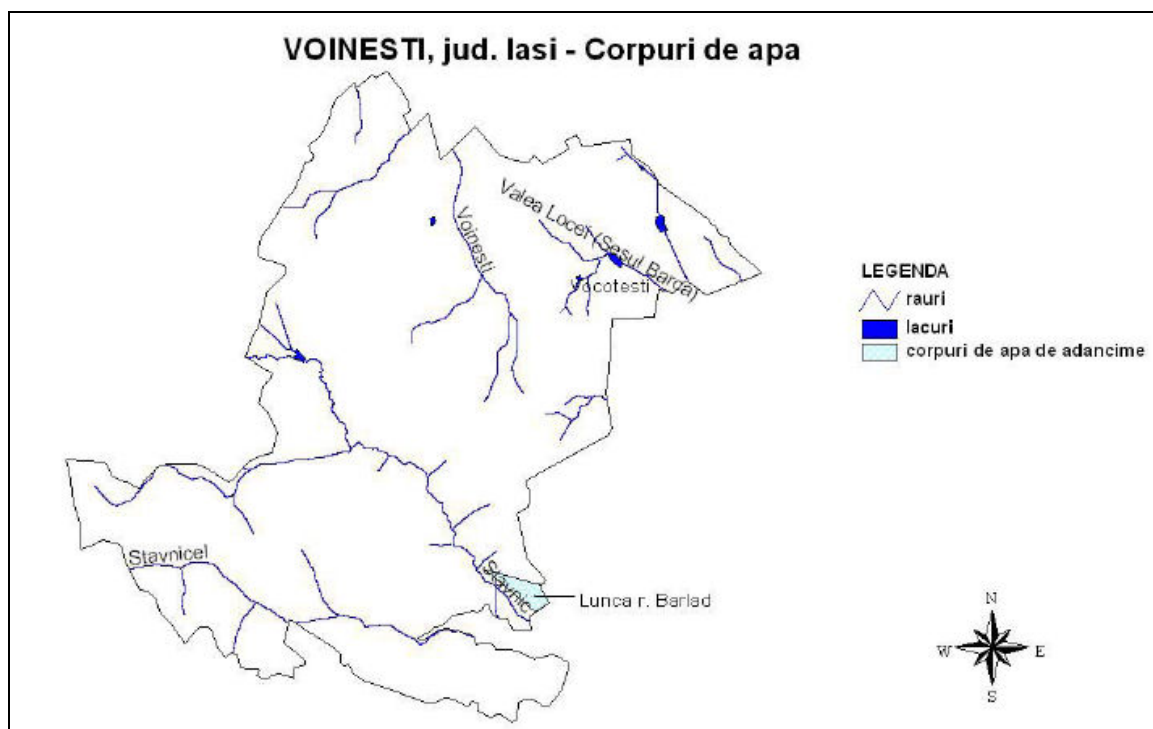 VOINESTI, jud. Iasi - Corpuri de apa
Voinesti
Valea Locei (Sesul Barca)
Vocotesti
LEGENDA
rauri
lacuri
corpuri de apa de adancime
Stavnicel
Stavnic
Lunca r. Barlad
N
W
E
S